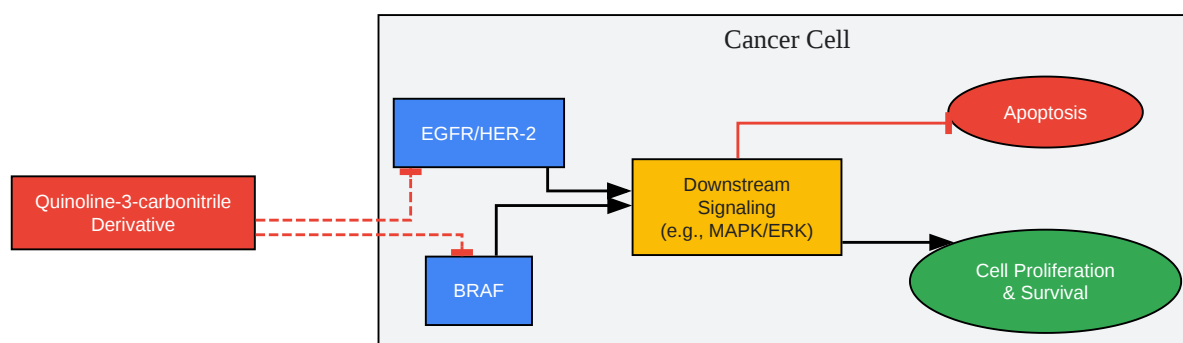 Cancer Cell
EGFR/HER-2
Apoptosis
Quinoline-3-carbonitrile
Derivative
Downstream
Signaling
(e.g., MAPK/ERK)
BRAF
Cell Proliferation
& Survival